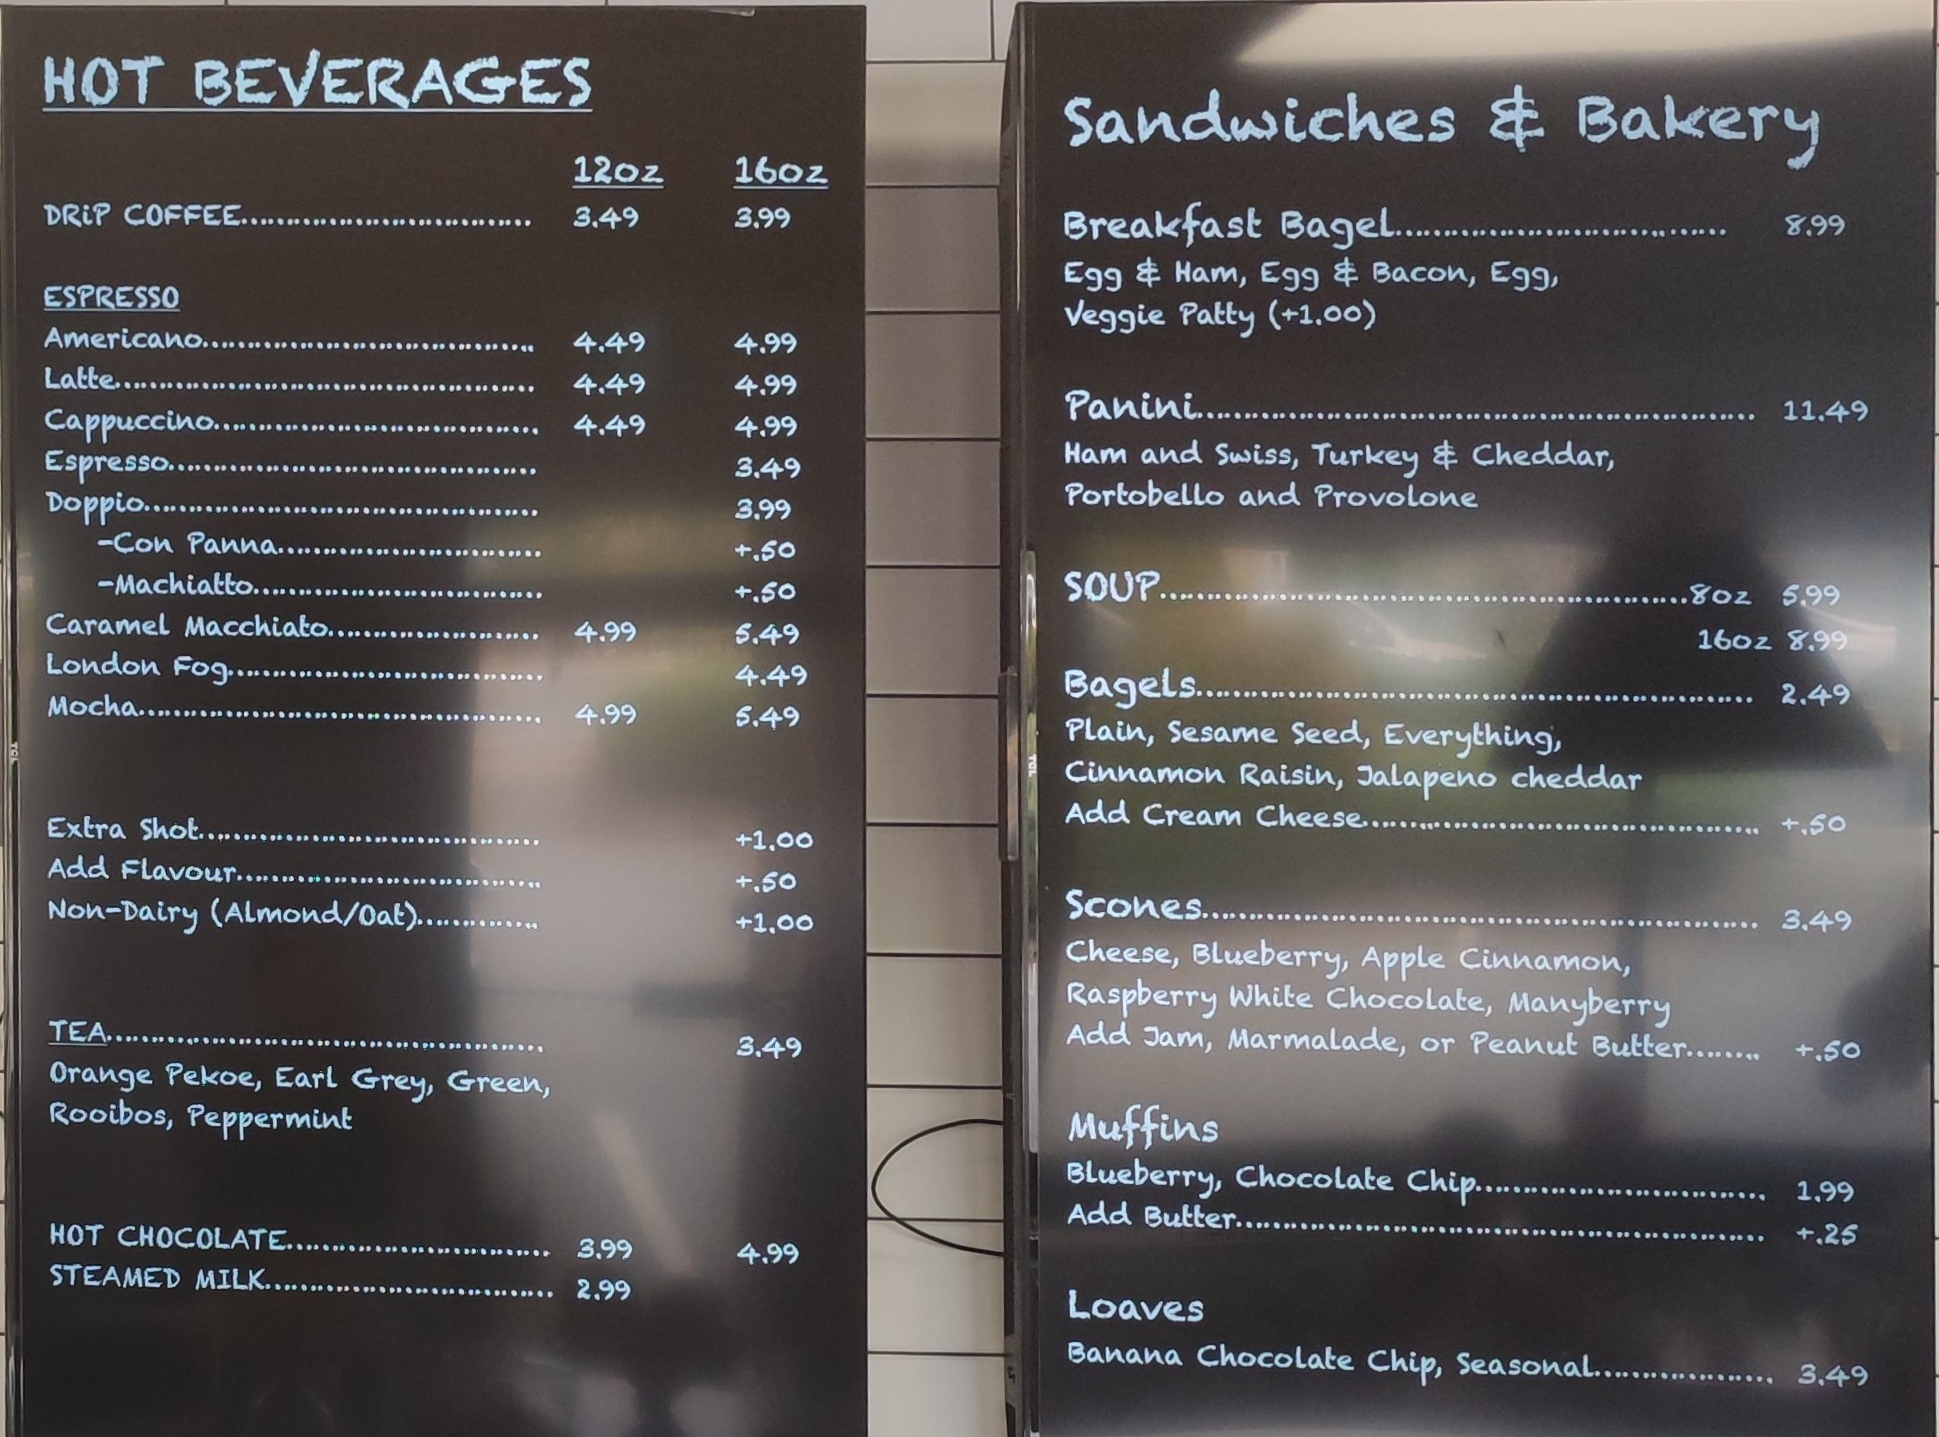 HOT BEVERAGES
12oz 16oz
DRiP COFFEE.............................. 3.49 3.99
ESPRESSO
Americano.................................. 4.49 4.99
Latte........................................... 4.49 4.99
Cappuccino................................. 4.49 4.99
Espresso...................................... 3.49
Doppio......................................... 3.99
-Con Panna........................... +.50
-Machiatto............................. +.50
Caramel Macchiato..................... 4.99 5.49
London Fog................................ 4.49
Mocha.......................................... 4.99 5.49
Extra Shot................................... +1.00
Add Flavour................................ +.50
Non-Dairy (Almond/Oat)............ +1.00
TEA............................................. 3.49
Orange Pekoe, Earl Grey, Green,
Rooibos, Peppermint
HOT CHOCOLATE........................... 3.99 4.99
STEAMED MILK............................. 2.99
TCL
Sandwiches & Bakery
Breakfast Bagel................................. 8.99
Egg & Ham, Egg & Bacon, Egg,
Veggie Patty (+1.00)
Panini....................................................... 11.49
Ham and Swiss, Turkey & Cheddar,
Portobello and Provolone
SOUP.....................................................8oz 5.99
16oz 8.99
Bagels....................................................... 2.49
Plain, Sesame Seed, Everything,
Cinnamon Raisin, Jalapeno cheddar
Add Cream Cheese....................................... +.50
Scones....................................................... 3.49
Cheese, Blueberry, Apple Cinnamon,
Raspberry White Chocolate, Manyberry
Add Jam, Marmalade, or Peanut Butter........ +.50
Muffins
Blueberry, Chocolate Chip............................. 1.99
Add Butter..................................................... +.25
Loaves
Banana Chocolate Chip, Seasonal.................. 3.49
TCL